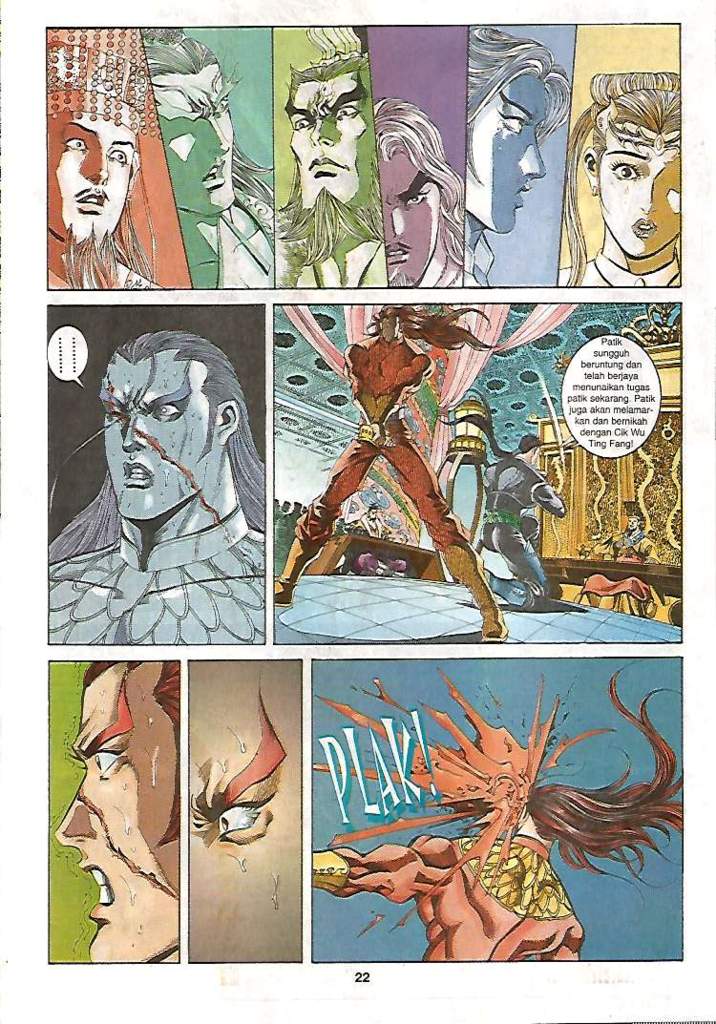 Patik
sungguh
beruntung dan
telah berjaya
menunaikan tugas
patik sekarang. Patik
juga akan melamar-
kan dan bernikah
dengan Cik Wu
Ting Fang!
PLAK!
22